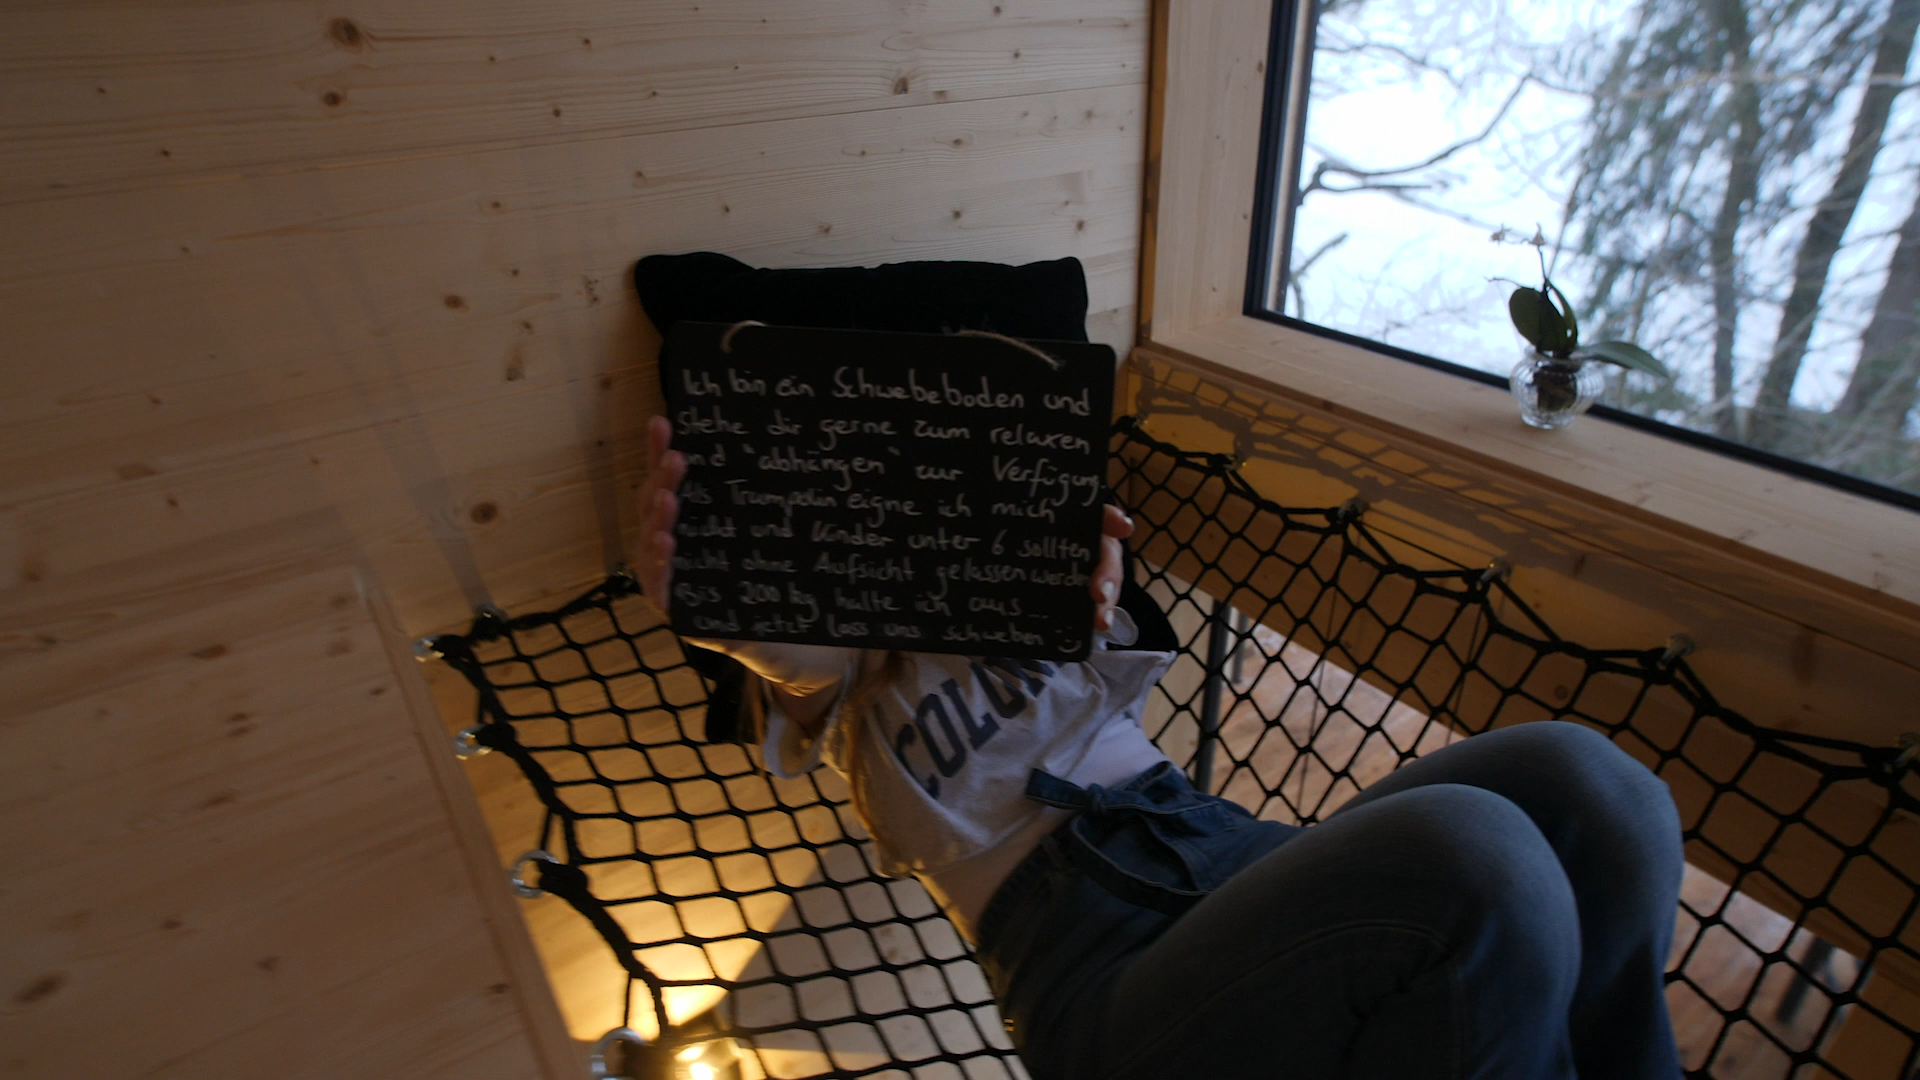 Ich bin ein Schwebeboden und
stehe dir gerne zum relaxen
und "abhängen" zur Verfügung.
Als Trampolin eigne ich mich
nicht und Kinder unter 6 sollten
nicht ohne Aufsicht gelassen werden
Bis 200 kg halte ich aus...
und jetzt lass uns schweben :)